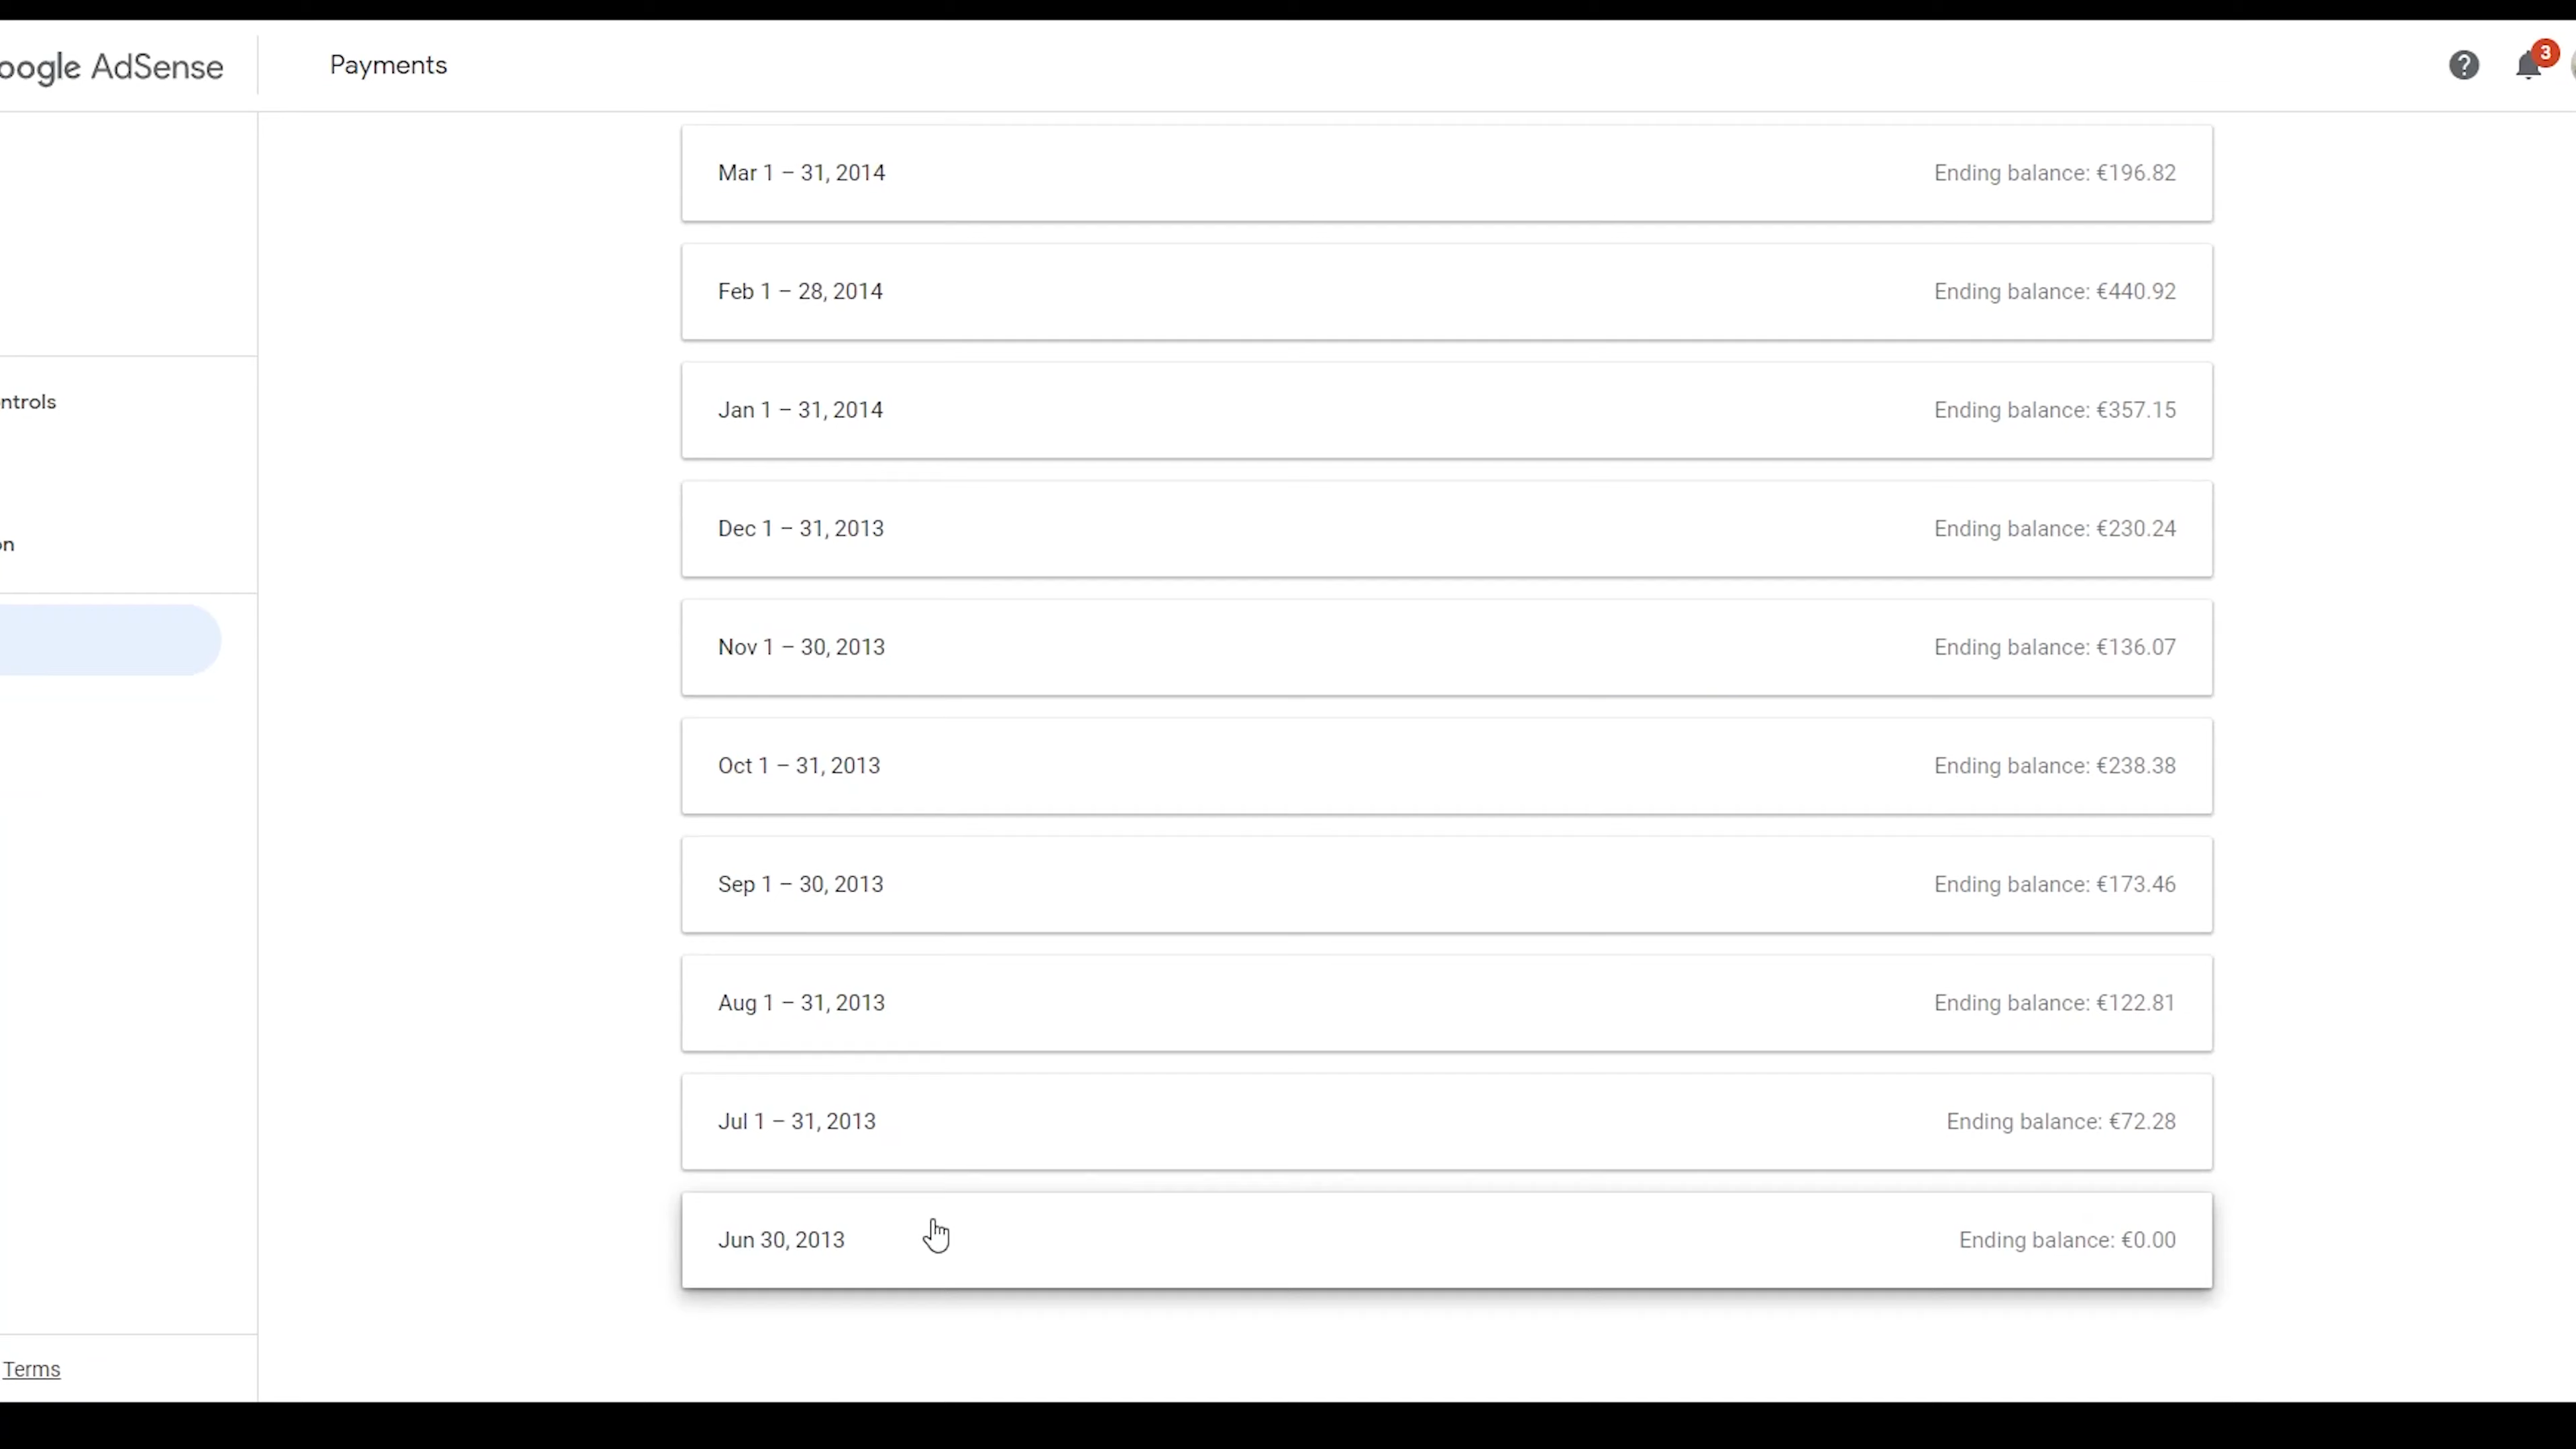 oogle AdSense
Payments
3
Mar 1 – 31, 2014 Ending balance: €196.82
Feb 1 – 28, 2014 Ending balance: €440.92
Jan 1 – 31, 2014 Ending balance: €357.15
ntrols
Dec 1 – 31, 2013 Ending balance: €230.24
on
Nov 1 – 30, 2013 Ending balance: €136.07
Oct 1 – 31, 2013 Ending balance: €238.38
Sep 1 – 30, 2013 Ending balance: €173.46
Aug 1 – 31, 2013 Ending balance: €122.81
Jul 1 – 31, 2013 Ending balance: €72.28
Jun 30, 2013 Ending balance: €0.00
Terms